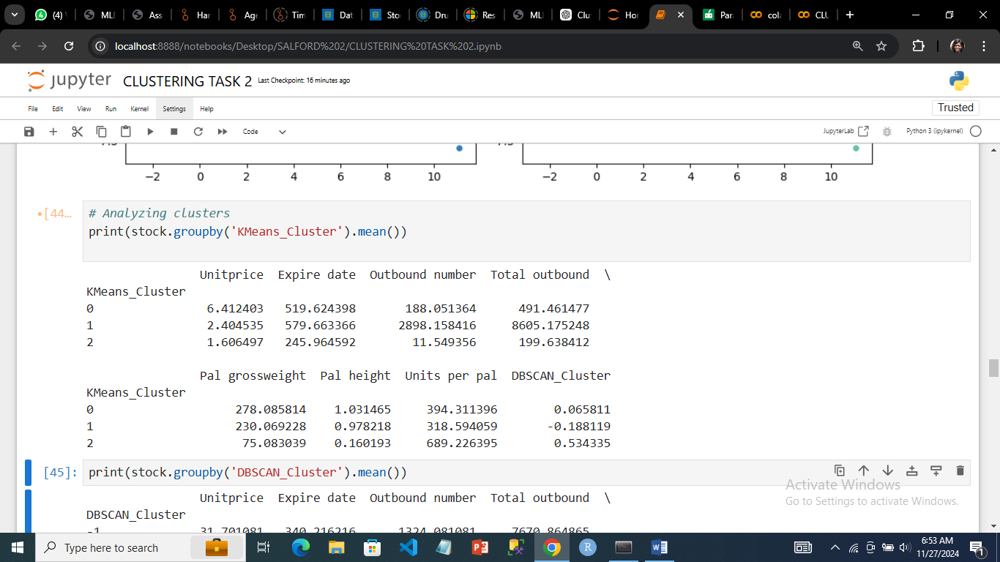 (4) ML Ass Har Age Tim Dat Sto Dru Res ML Clu Ho Par cola CLU
localhost:8888/notebooks/Desktop/SALFORD%202/CLUSTERING%20TASK%202.ipynb
jupyter CLUSTERING TASK 2 Last Checkpoint: 16 minutes ago
File Edit View Run Kernel Settings Help Trusted
Code JupyterLab Python 3 (ipykernel)
−2 0 2 4 6 8 10 −2 0 2 4 6 8 10
[44…
# Analyzing clusters
print(stock.groupby('KMeans_Cluster').mean())
Unitprice Expire date Outbound number Total outbound \
KMeans_Cluster
0 6.412403 519.624398 188.051364 491.461477
1 2.404535 579.663366 2898.158416 8605.175248
2 1.606497 245.964592 11.549356 199.638412
Pal grossweight Pal height Units per pal DBSCAN_Cluster
KMeans_Cluster
0 278.085814 1.031465 394.311396 0.065811
1 230.069228 0.978218 318.594059 -0.188119
2 75.083039 0.160193 689.226395 0.534335
[45]: print(stock.groupby('DBSCAN_Cluster').mean())
Activate Windows
Go to Settings to activate Windows.
Unitprice Expire date Outbound number Total outbound \
DBSCAN_Cluster
-1 31.701081 340.216216 1324.081081 7670.864865
Type here to search
6:53 AM
11/27/2024
1